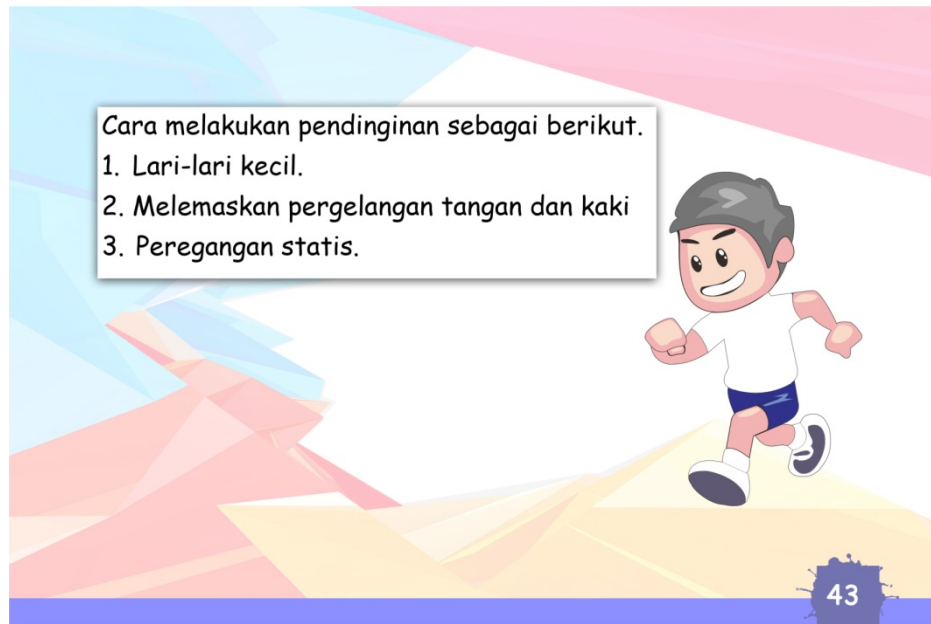 Cara melakukan pendinginan sebagai berikut.
1. Lari-lari kecil.
2. Melemaskan pergelangan tangan dan kaki
3. Peregangan statis.
43